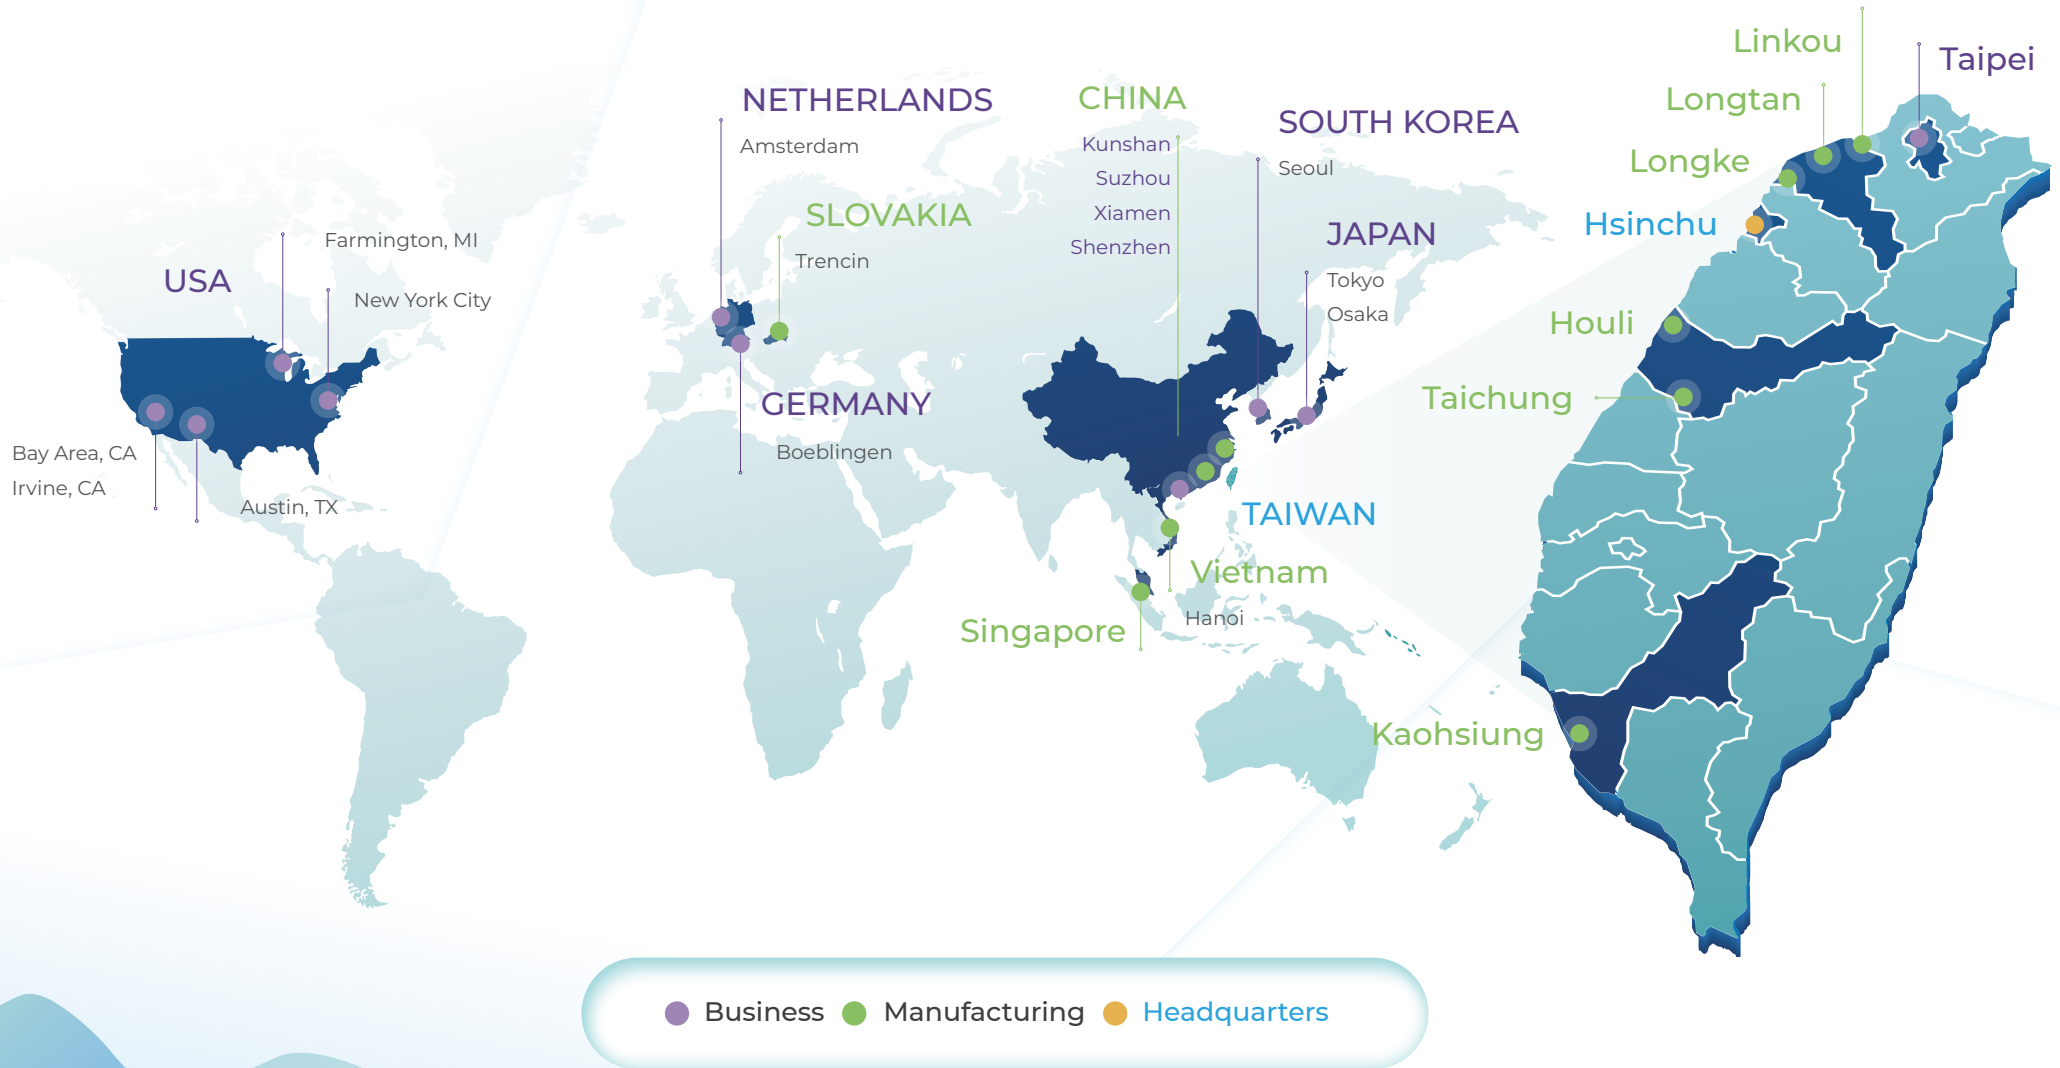 USA
Farmington, MI
New York City
Bay Area, CA
Irvine, CA
Austin, TX
NETHERLANDS
Amsterdam
SLOVAKIA
Trencin
GERMANY
Boeblingen
CHINA
Kunshan
Suzhou
Xiamen
Shenzhen
SOUTH KOREA
Seoul
JAPAN
Tokyo
Osaka
TAIWAN
Vietnam
Hanoi
Singapore
Linkou
Taipei
Longtan
Longke
Hsinchu
Houli
Taichung
Kaohsiung
Business
Manufacturing
Headquarters